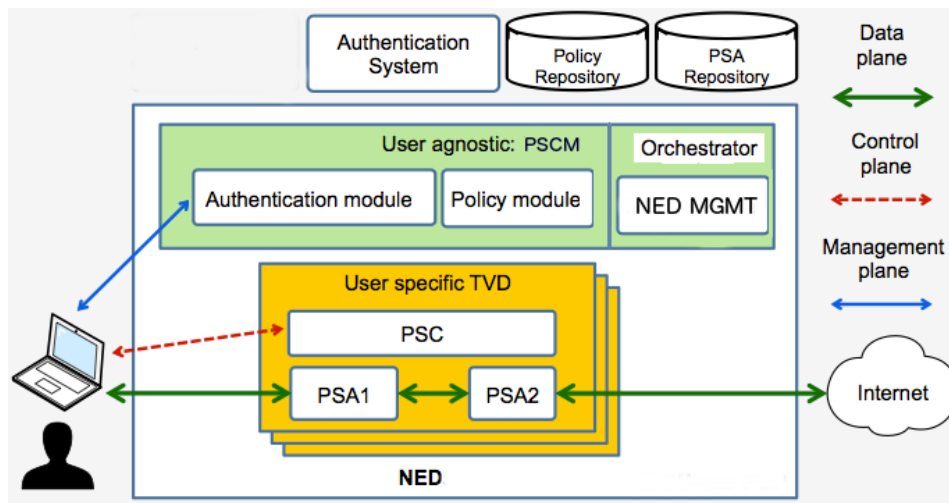 Authentication
System
Policy
Repository
PSA
Repository
Data
plane
User agnostic: PSCM
Orchestrator
Control
plane
Authentication module
Policy module
NED MGMT
Management
plane
User specific TVD
PSC
PSA1
PSA2
Internet
NED